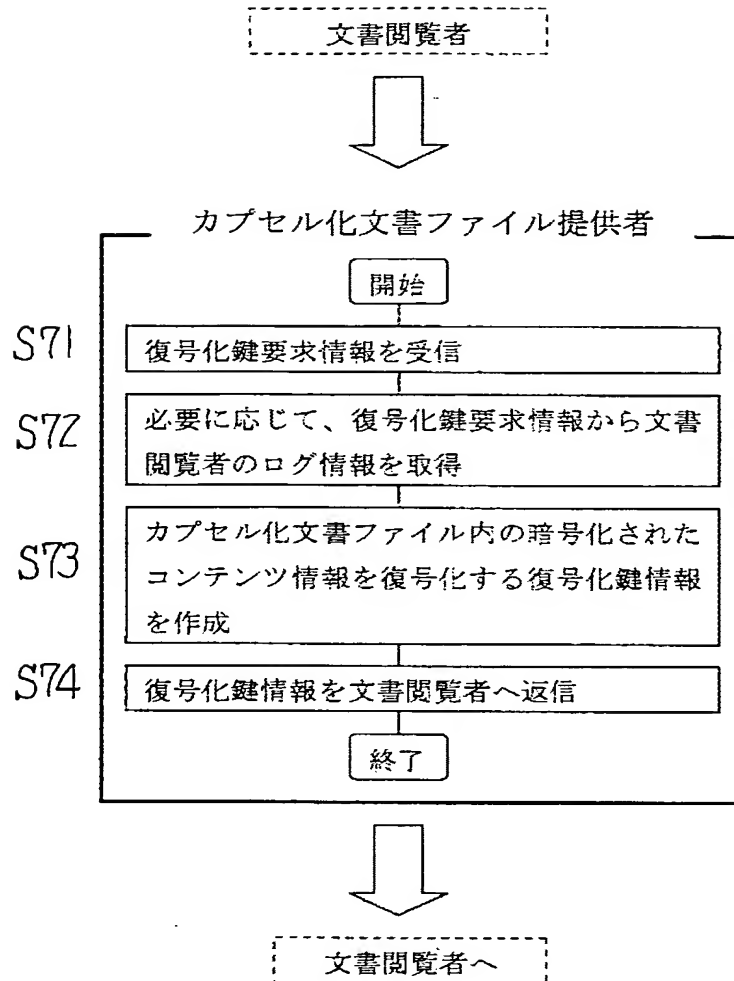 文書閲覧者
カプセル化文書ファイル提供者
開始
S71
復号化鍵要求情報を受信
S72
必要に応じて、復号化鍵要求情報から文書
閲覧者のログ情報を取得
S73
カプセル化文書ファイル内の暗号化された
コンテンツ情報を復号化する復号化鍵情報
を作成
S74
復号化鍵情報を文書閲覧者へ返信
終了
文書閲覧者へ